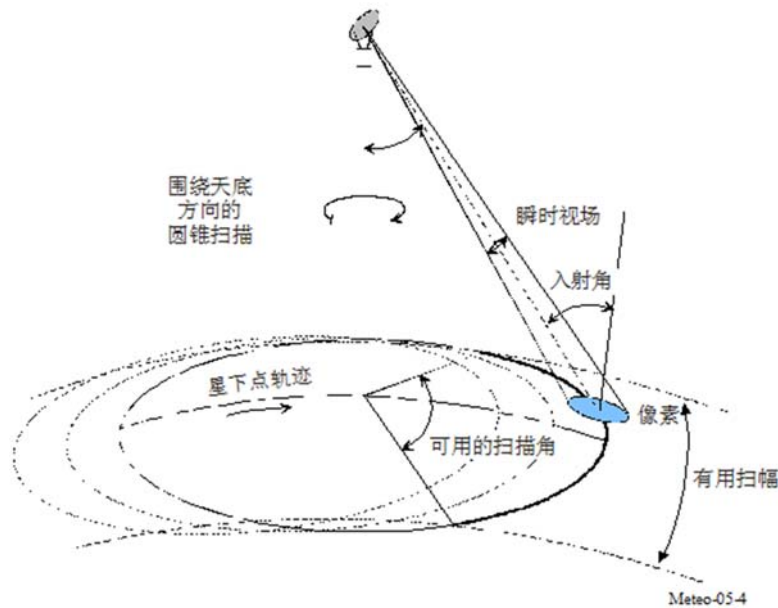 围绕天底
方向的
圆锥扫描
瞬时视场
入射角
星下点轨迹
像素
可用的扫描角
有用扫幅
Meteo-05-4